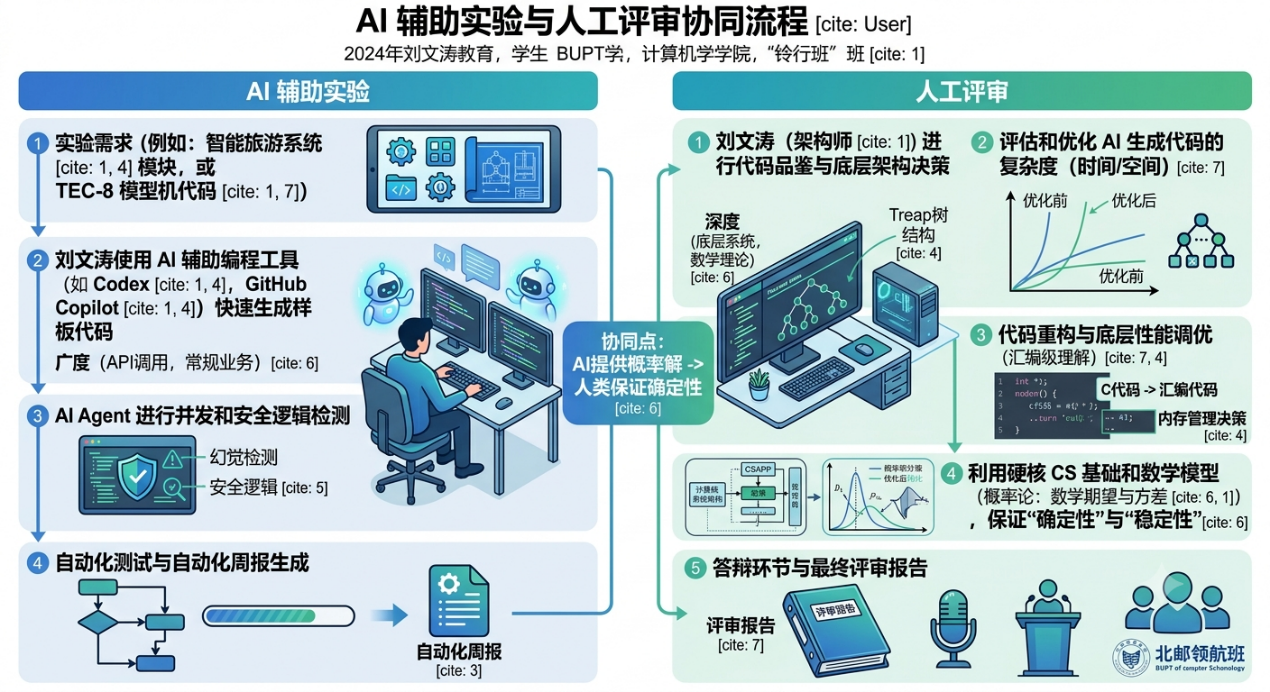 AI 辅助实验与人工评审协同流程 [cite: User]
2024年刘文涛教育，学生 BUPT学，计算机学学院，“铃行班”班 [cite: 1]
AI 辅助实验
1 实验需求（例如：智能旅游系统
[cite: 1, 4] 模块，或
TEC-8 模型机代码 [cite: 1, 7]）
2 刘文涛使用 AI 辅助编程工具
（如 Codex [cite: 1, 4]，GitHub
Copilot [cite: 1, 4]）快速生成样
板代码
广度（API调用，常规业务）[cite: 6]
</>
3 AI Agent 进行并发和安全逻辑检测
幻觉检测
安全逻辑 [cite: 5]
4 自动化测试与自动化周报生成
自动化周报
[cite: 3]
协同点：
AI提供概率解 ->
人类保证确定性
[cite: 6]
人工评审
1 刘文涛（架构师 [cite: 1]）进
行代码品鉴与底层架构决策
深度
（底层系统，
数学理论）
[cite: 6]
Treap树
结构
[cite: 4]
2 评估和优化 AI 生成代码的
复杂度（时间/空间）[cite: 7]
优化前
优化后
优化前
3 代码重构与底层性能调优
（汇编级理解）[cite: 7, 4]
1 int *);
2
3
4
5 }
C代码 -> 汇编代码
内存管理决策
[cite: 4]
CSAPP
4 利用硬核 CS 基础和数学模型
（概率论：数学期望与方差 [cite: 6, 1]）
，保证“确定性”与“稳定性”[cite: 6]
5 答辩环节与最终评审报告
评审报告
[cite: 7]
北邮领航班
BUPT of campter Schonology